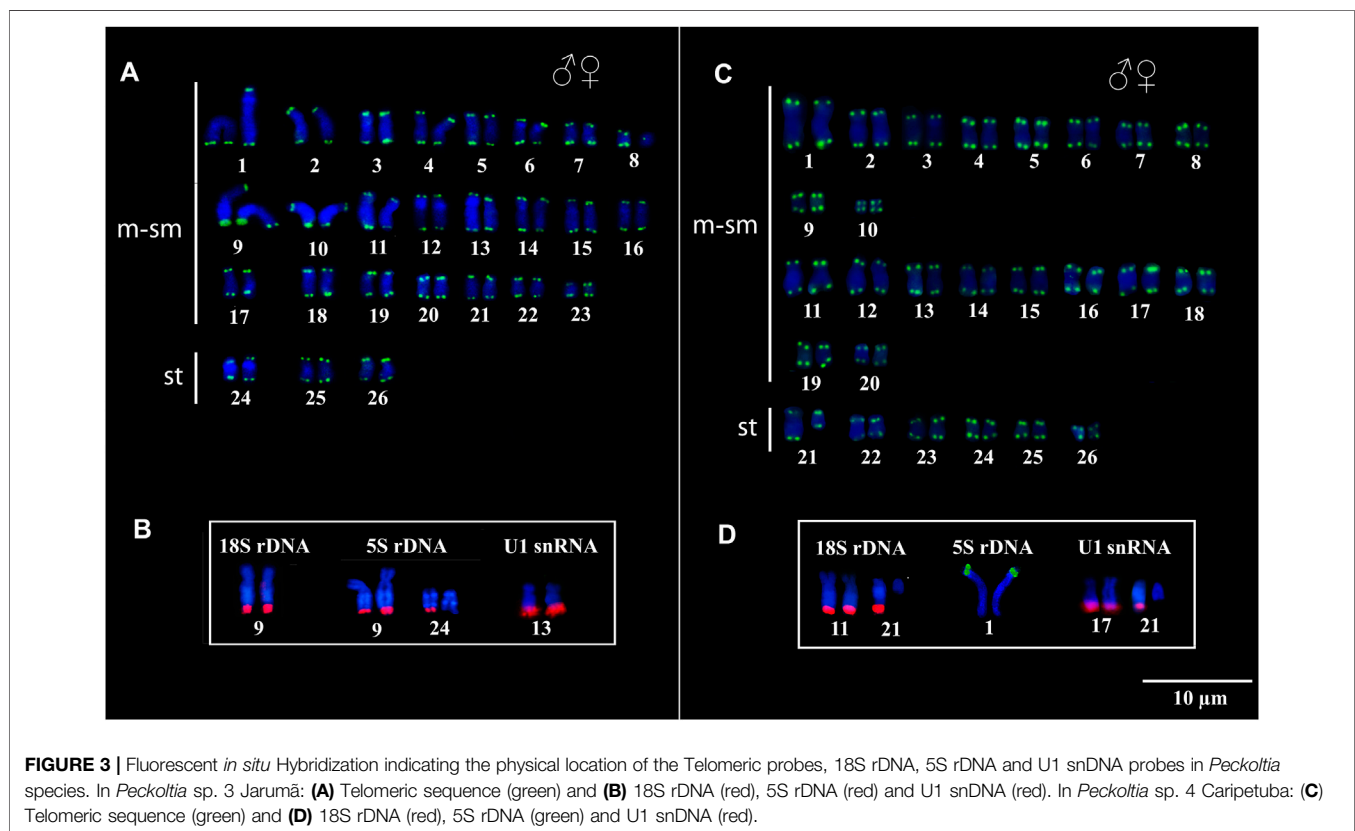 A ♂♀
1 2 3 4 5 6 7 8
m-sm
9 10 11 12 13 14 15 16
17 18 19 20 21 22 23
st
24 25 26
B
18S rDNA 5S rDNA U1 snRNA
9 9 24 13
C ♂♀
1 2 3 4 5 6 7 8
m-sm
9 10
11 12 13 14 15 16 17 18
19 20
st
21 22 23 24 25 26
D
18S rDNA 5S rDNA U1 snRNA
11 21 1 17 21
10 µm
FIGURE 3 | Fluorescent in situ Hybridization indicating the physical location of the Telomeric probes, 18S rDNA, 5S rDNA and U1 snDNA probes in Peckoltia
species. In Peckoltia sp. 3 Jarumã: (A) Telomeric sequence (green) and (B) 18S rDNA (red), 5S rDNA (red) and U1 snDNA (red). In Peckoltia sp. 4 Caripetuba: (C)
Telomeric sequence (green) and (D) 18S rDNA (red), 5S rDNA (green) and U1 snDNA (red).